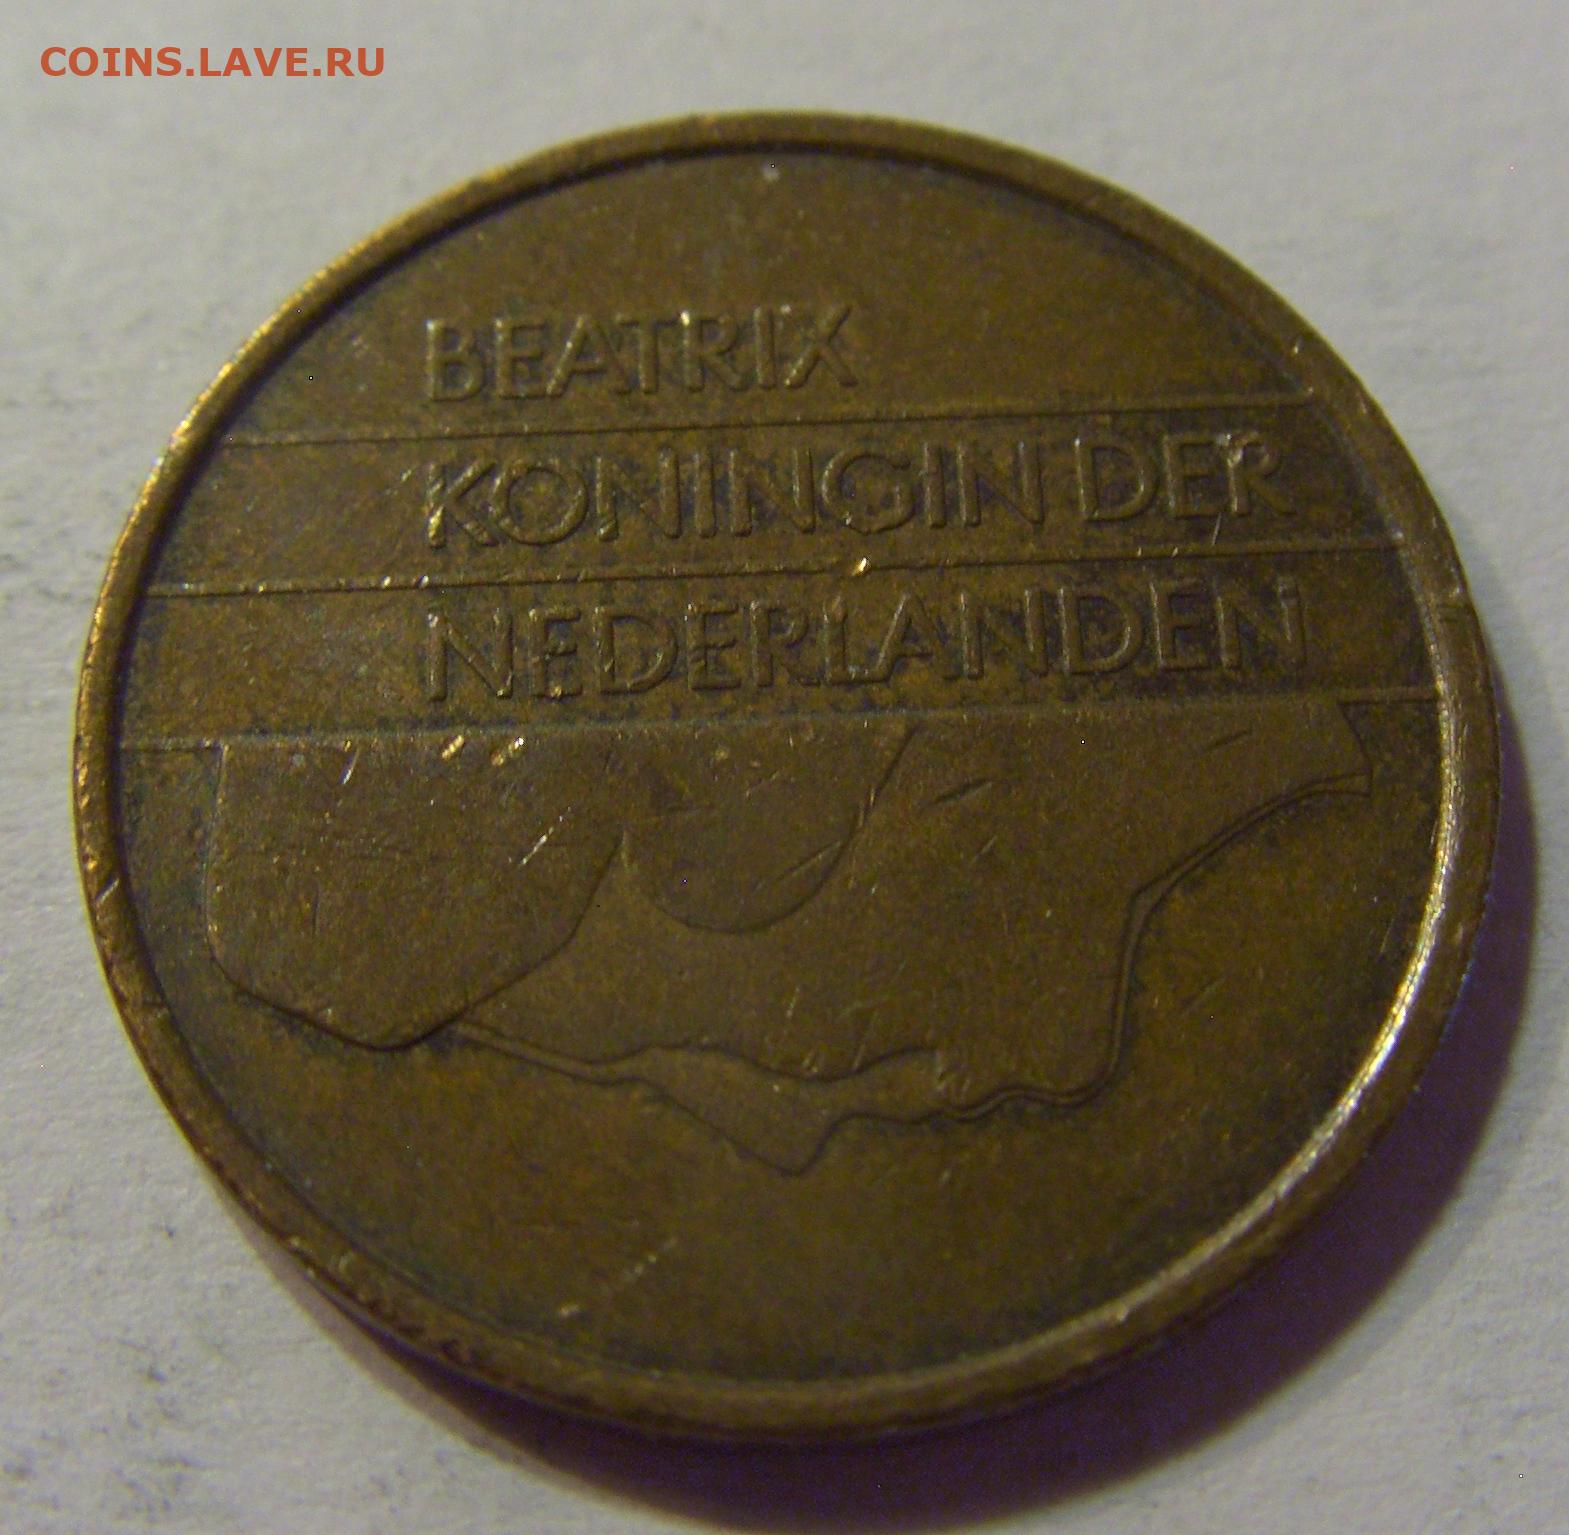 COINS.LAVE.RU
BEATRIX
KONINGIN DER
NEDERLANDEN